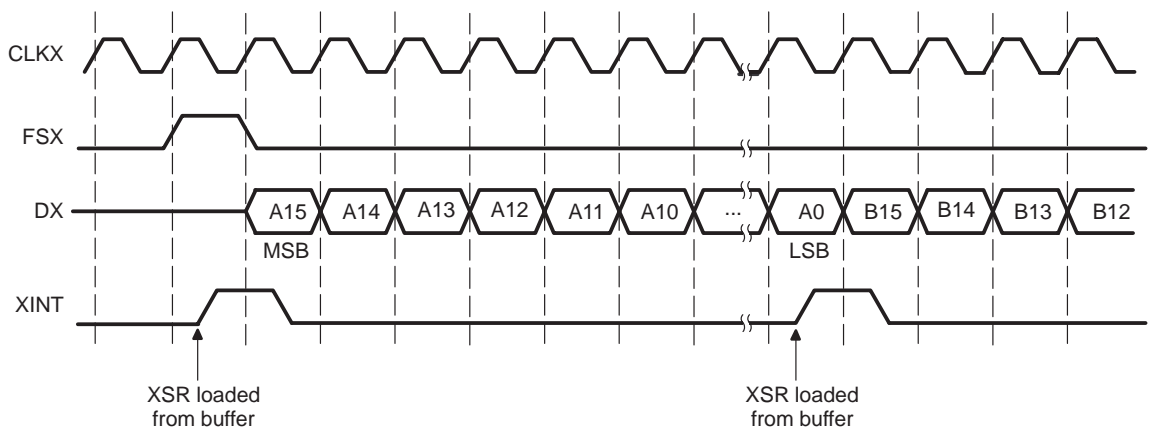 CLKX
FSX
DX
A15
A14
A13
A12
A11
A10
...
A0
B15
B14
B13
B12
MSB
LSB
XINT
XSR loaded
from buffer
XSR loaded
from buffer